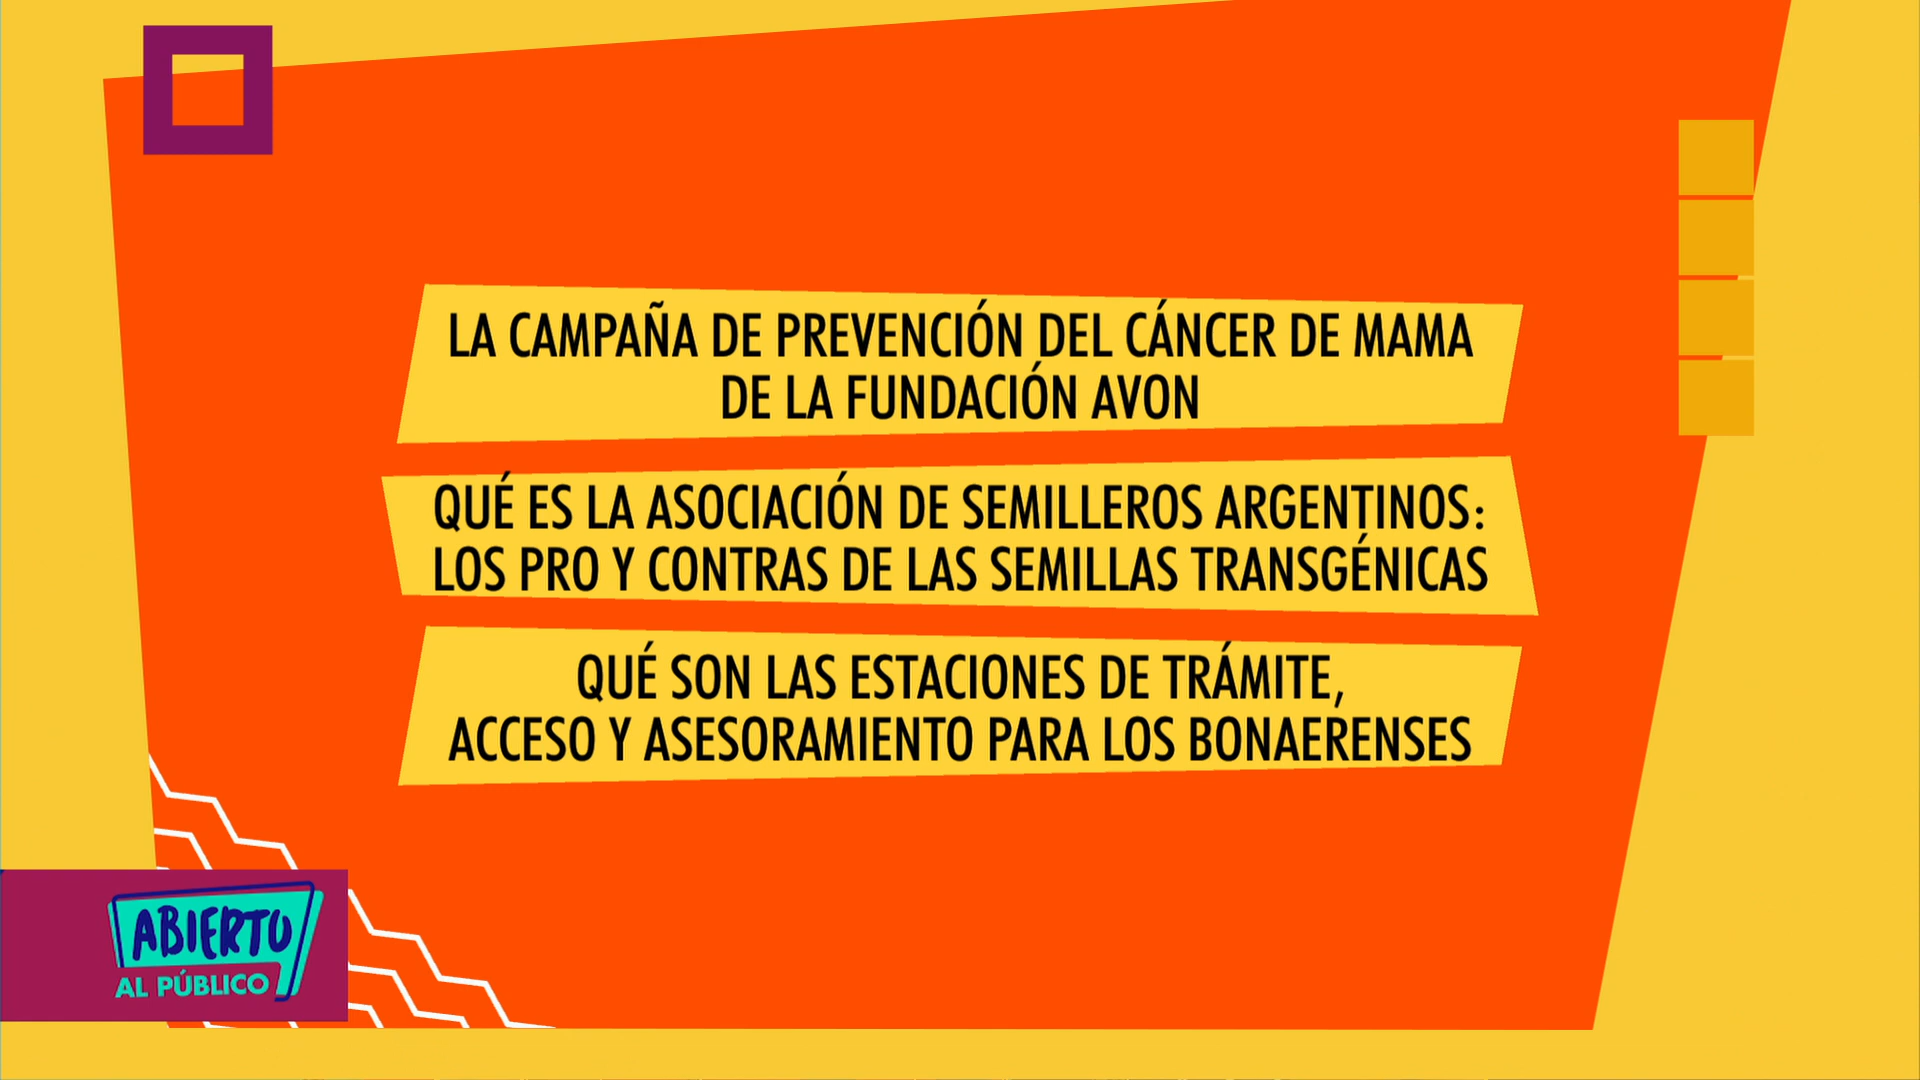 LA CAMPAÑA DE PREVENCIÓN DEL CÁNCER DE MAMA
DE LA FUNDACIÓN AVON
QUÉ ES LA ASOCIACIÓN DE SEMILLEROS ARGENTINOS:
LOS PRO Y CONTRAS DE LAS SEMILLAS TRANSGÉNICAS
QUÉ SON LAS ESTACIONES DE TRÁMITE,
ACCESO Y ASESORAMIENTO PARA LOS BONAERENSES
ABIERTO
AL PÚBLICO